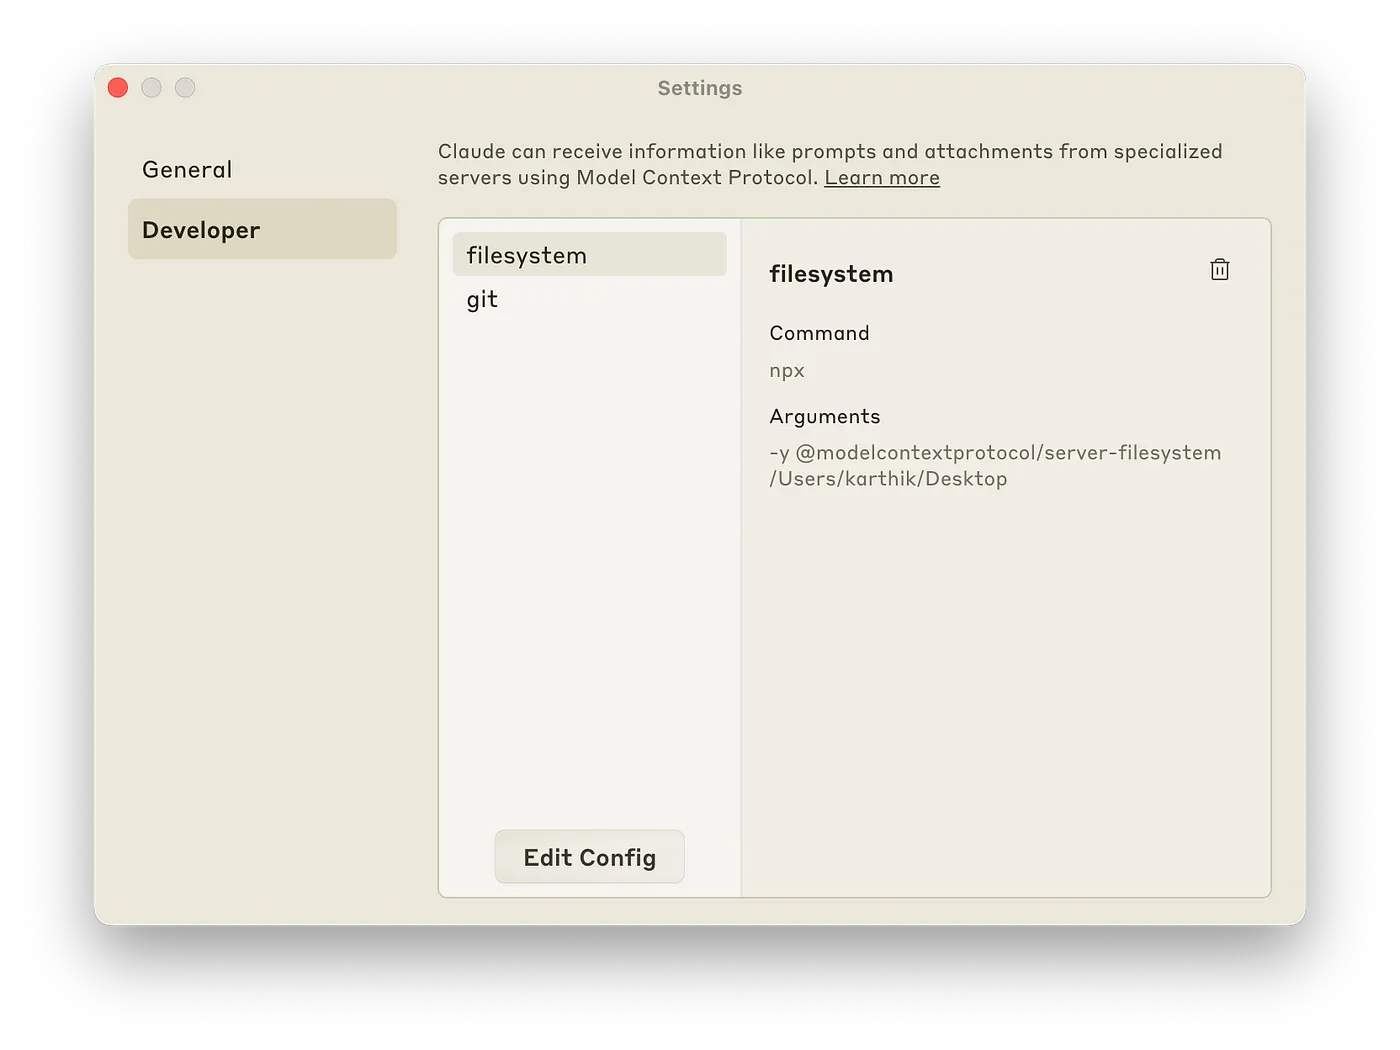 Settings
General
Developer
Claude can receive information like prompts and attachments from specialized
servers using Model Context Protocol. Learn more
filesystem
git
Edit Config
filesystem
Command
npx
Arguments
-y @modelcontextprotocol/server-filesystem
/Users/karthik/Desktop